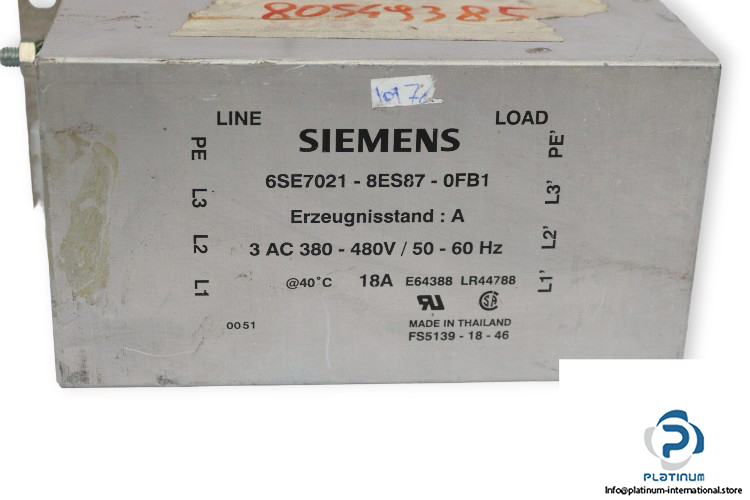 80549385
LINE
LOAD
SIEMENS
6SE7021 - 8ES87 - 0FB1
Erzeugnisstand : A
3 AC 380 - 480V / 50 - 60 Hz
@40°C 18A E64388 LR44788
MADE IN THAILAND
FS5139 - 18 - 46
0051
PE
L3
L2
L1
PE'
L3'
L2'
L1'
PLATINUM
Info@platinum-international.store